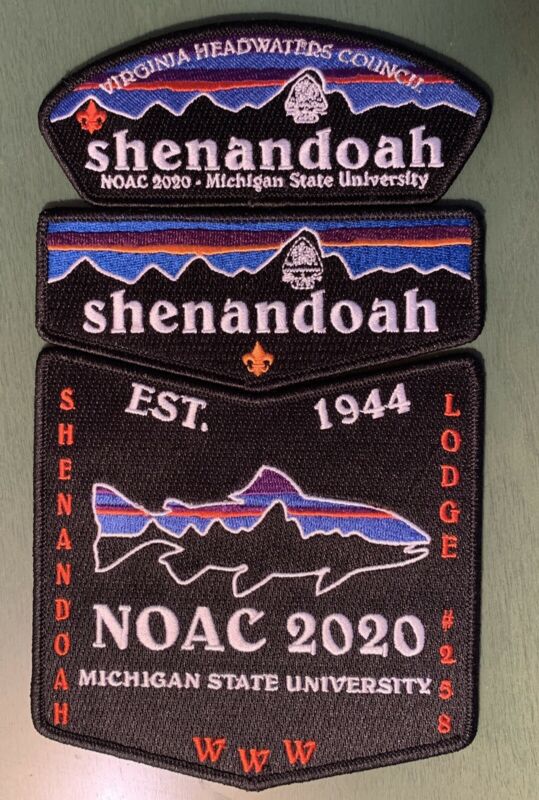 VIRGINIA HEADWATERS COUNCIL
shenandoah
NOAC 2020 - Michigan State University
shenandoah
EST. 1944
SHENANDOAH
LODGE #258
NOAC 2020
MICHIGAN STATE UNIVERSITY
W W W